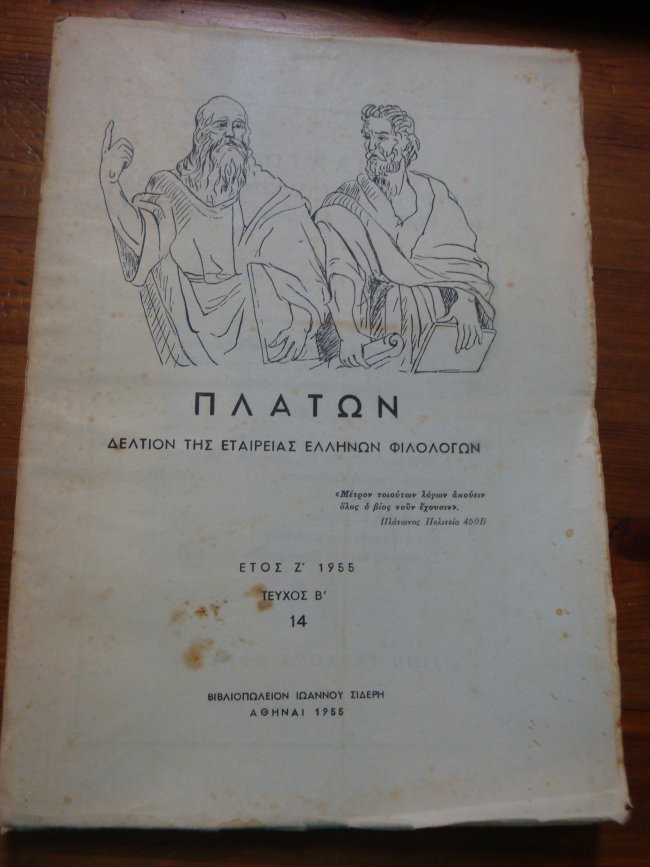 ΠΛΑΤΩΝ
ΔΕΛΤΙΟΝ ΤΗΣ ΕΤΑΙΡΕΙΑΣ ΕΛΛΗΝΩΝ ΦΙΛΟΛΟΓΩΝ
«Μέτρον τοιούτων λόγων ἀκούειν
ὅλος ὁ βίος νοῦν ἔχουσιν».
Πλάτωνος Πολιτεία 450Β
ΕΤΟΣ Ζ' 1955
ΤΕΥΧΟΣ Β'
14
ΒΙΒΛΙΟΠΩΛΕΙΟΝ ΙΩΑΝΝΟΥ ΣΙΔΕΡΗ
ΑΘΗΝΑΙ 1955